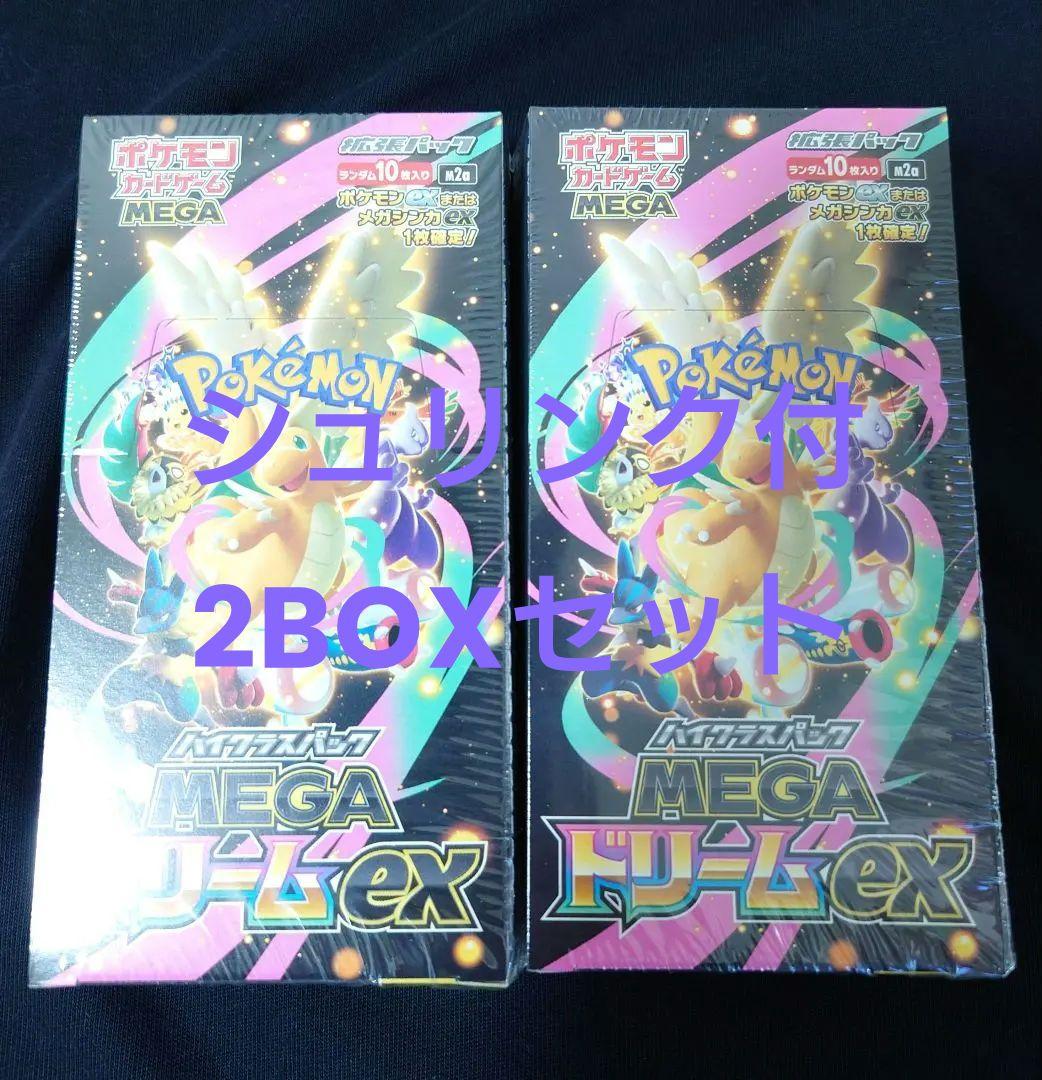 ポケモン
カードゲーム
MEGA
拡張パック
ランダム10枚入り
M2a
ポケモンexまたは
メガシンカex
1枚確定!
POKéMON
TM
ハイクラスパック
MEGA
リームex
ポケモン
カードゲーム
MEGA
拡張パック
ランダム10枚入り
M2a
ポケモンexまたは
メガシンカex
1枚確定!
POKéMON
ハイクラスパック
MEGA
ドリームex
シュリンク付
2BOXセット